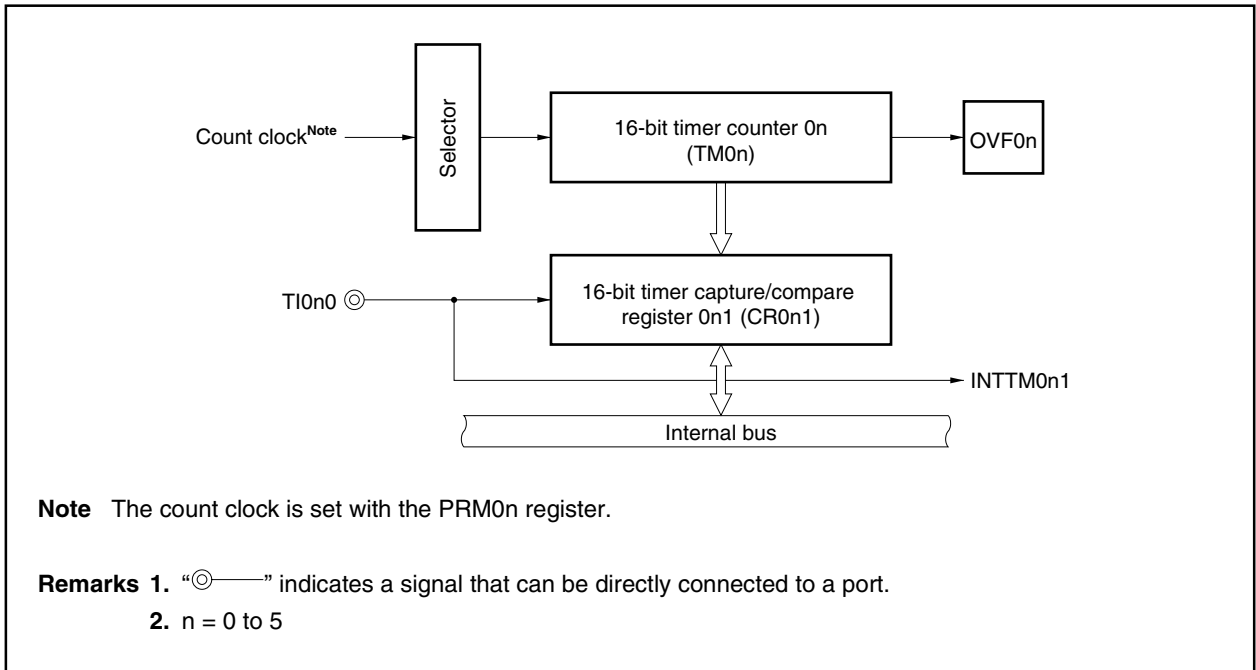 Selector
Count clockNote
16-bit timer counter 0n
(TM0n)
OVF0n
TI0n0
16-bit timer capture/compare
register 0n1 (CR0n1)
INTTM0n1
Internal bus
Note The count clock is set with the PRM0n register.
Remarks 1. “◎——” indicates a signal that can be directly connected to a port.
2. n = 0 to 5